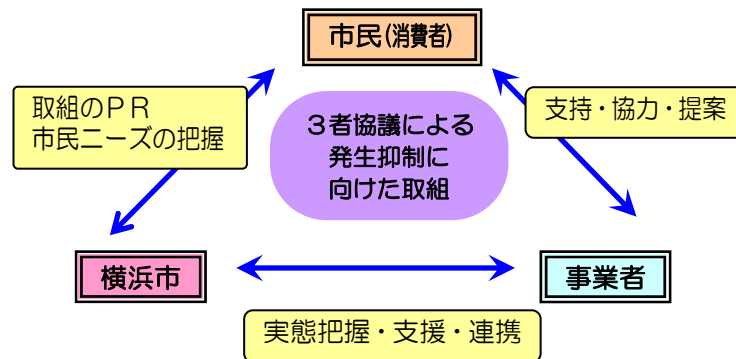 市民(消費者)
取組のＰＲ
市民ニーズの把握
支持・協力・提案
３者協議による
発生抑制に
向けた取組
横浜市
事業者
実態把握・支援・連携